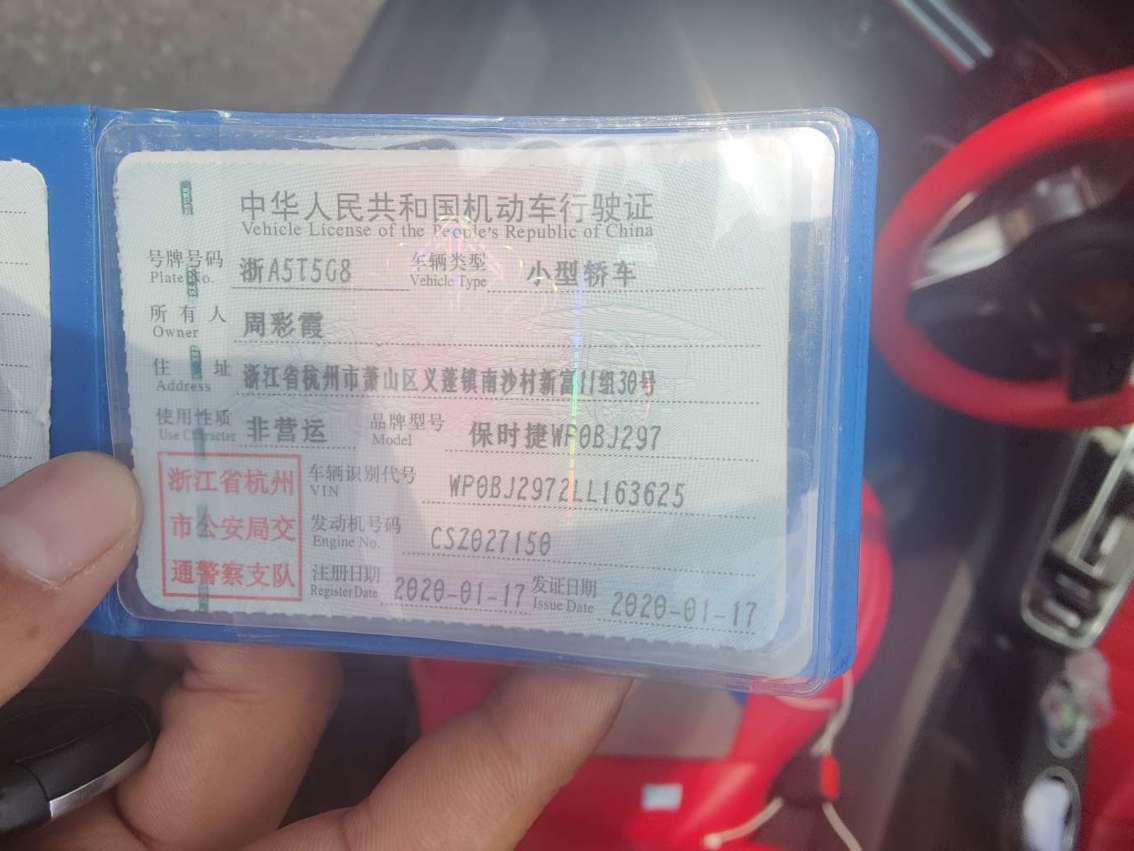 中华人民共和国机动车行驶证
Vehicle License of the People's Republic of China
号牌号码 浙A5T5G8 车辆类型 小型轿车
Plate No. Vehicle Type
所有人 周彩霞
Owner
住址 浙江省杭州市萧山区义蓬镇南沙村新富11组30号
Address
使用性质 非营运 品牌型号 保时捷WP0BJ297
Use Character Model
浙江省杭州
市公安局交
通警察支队
车辆识别代号 WP0BJ2972LL163625
VIN
发动机号码 CSZ027150
Engine No.
注册日期 2020-01-17 发证日期 2020-01-17
Register Date Issue Date